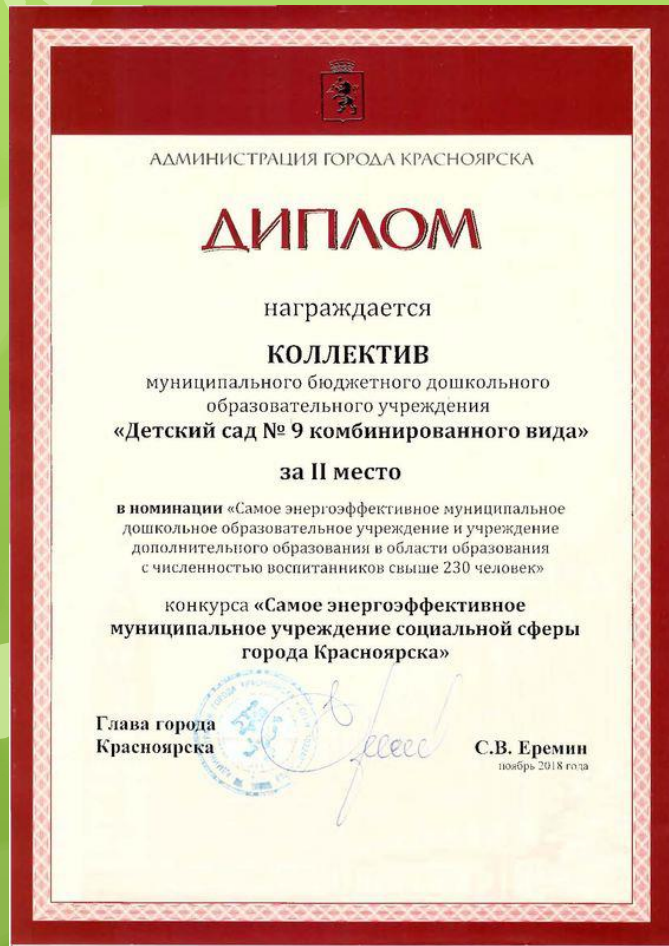 АДМИНИСТРАЦИЯ ГОРОДА КРАСНОЯРСКА
ДИПЛОМ
награждается
КОЛЛЕКТИВ
муниципального бюджетного дошкольного
образовательного учреждения
«Детский сад № 9 комбинированного вида»
за II место
в номинации «Самое энергоэффективное муниципальное
дошкольное образовательное учреждение и учреждение
дополнительного образования в области образования
с численностью воспитанников свыше 230 человек»
конкурса «Самое энергоэффективное
муниципальное учреждение социальной сферы
города Красноярска»
Глава города
Красноярска
С.В. Еремин
ноябрь 2018 года